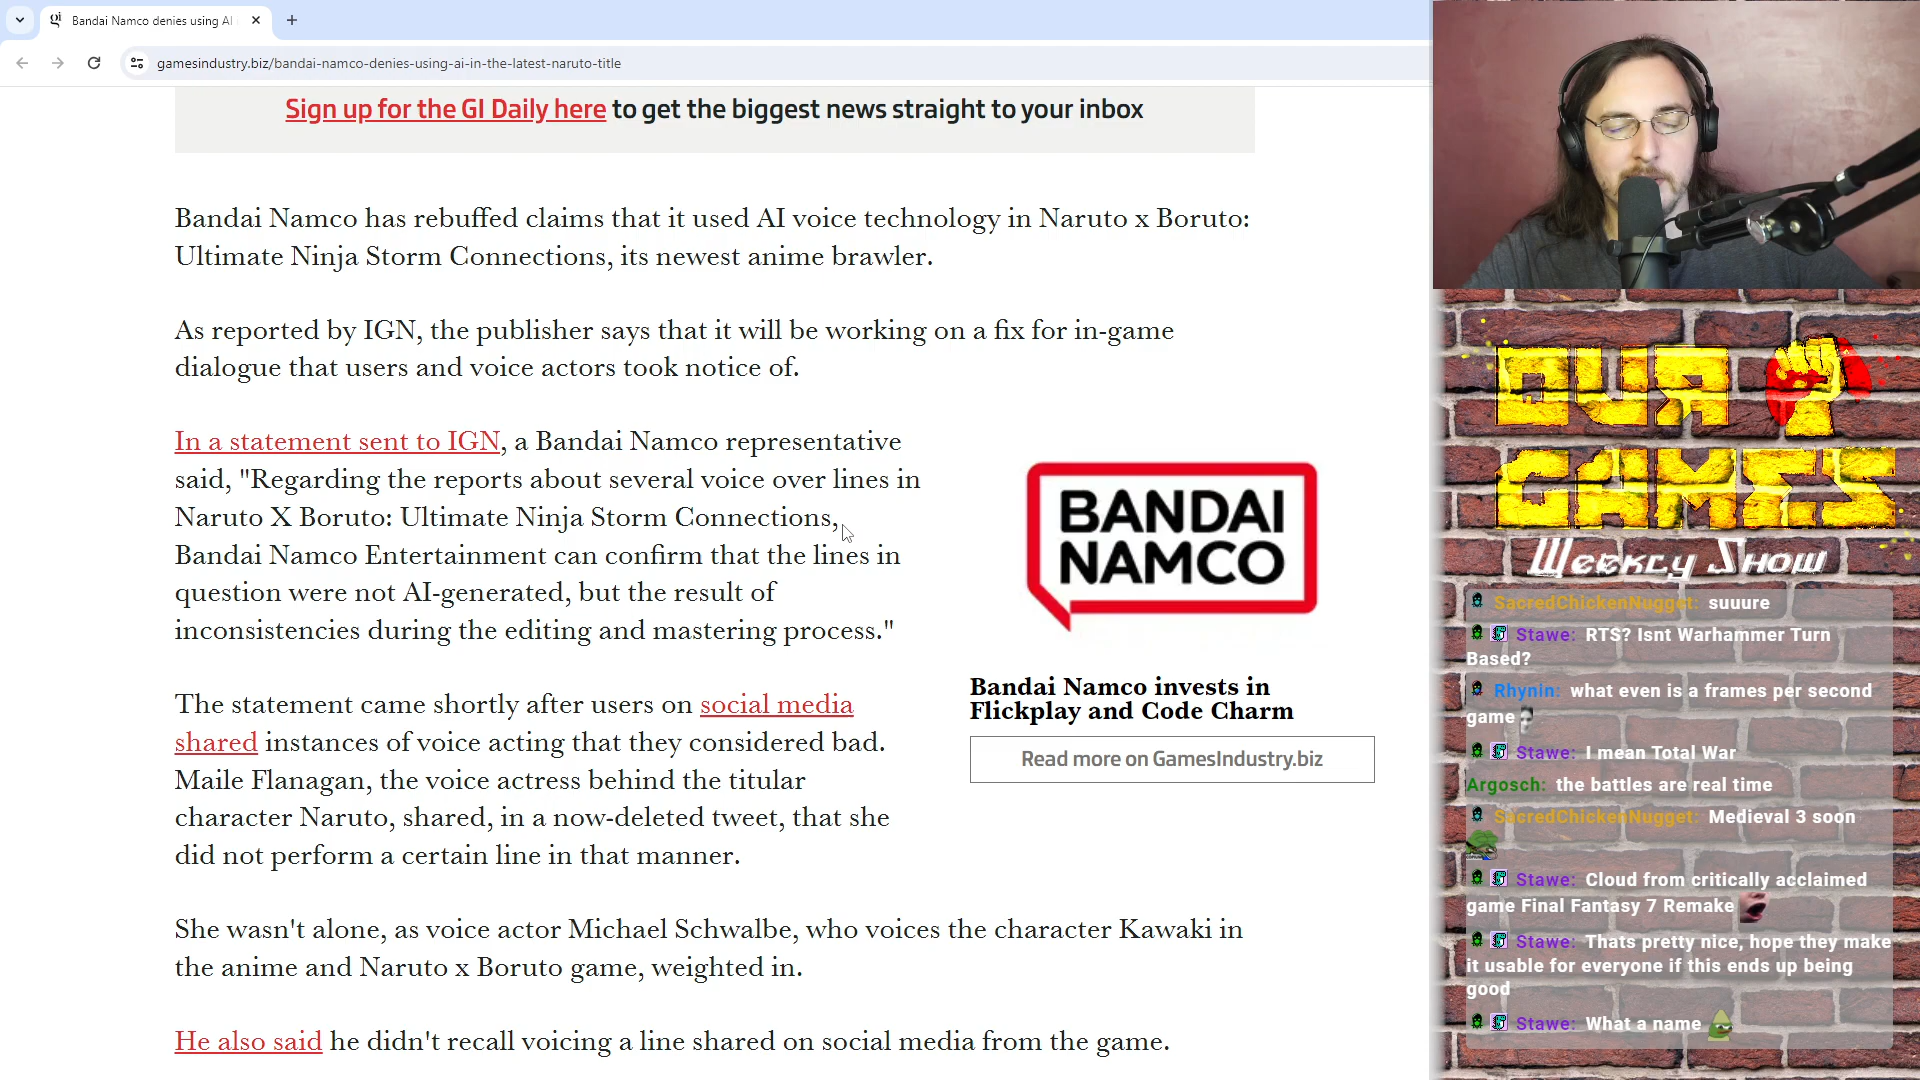 Bandai Namco denies using AI
gamesindustry.biz/bandai-namco-denies-using-ai-in-the-latest-naruto-title
Sign up for the GI Daily here to get the biggest news straight to your inbox
Bandai Namco has rebuffed claims that it used AI voice technology in Naruto x Boruto:
Ultimate Ninja Storm Connections, its newest anime brawler.
As reported by IGN, the publisher says that it will be working on a fix for in-game
dialogue that users and voice actors took notice of.
In a statement sent to IGN, a Bandai Namco representative
said, "Regarding the reports about several voice over lines in
Naruto X Boruto: Ultimate Ninja Storm Connections,
Bandai Namco Entertainment can confirm that the lines in
question were not AI-generated, but the result of
inconsistencies during the editing and mastering process."
BANDAI
NAMCO
Bandai Namco invests in
Flickplay and Code Charm
Read more on GamesIndustry.biz
The statement came shortly after users on social media
shared instances of voice acting that they considered bad.
Maile Flanagan, the voice actress behind the titular
character Naruto, shared, in a now-deleted tweet, that she
did not perform a certain line in that manner.
She wasn't alone, as voice actor Michael Schwalbe, who voices the character Kawaki in
the anime and Naruto x Boruto game, weighted in.
He also said he didn't recall voicing a line shared on social media from the game.
OUR
GAMES
Weekly Show
SacredChickenNugget: suuure
Stawe: RTS? Isnt Warhammer Turn
Based?
Rhynin: what even is a frames per second
game
Stawe: I mean Total War
Argosch: the battles are real time
SacredChickenNugget: Medieval 3 soon
Stawe: Cloud from critically acclaimed
game Final Fantasy 7 Remake
Stawe: Thats pretty nice, hope they make
it usable for everyone if this ends up being
good
Stawe: What a name